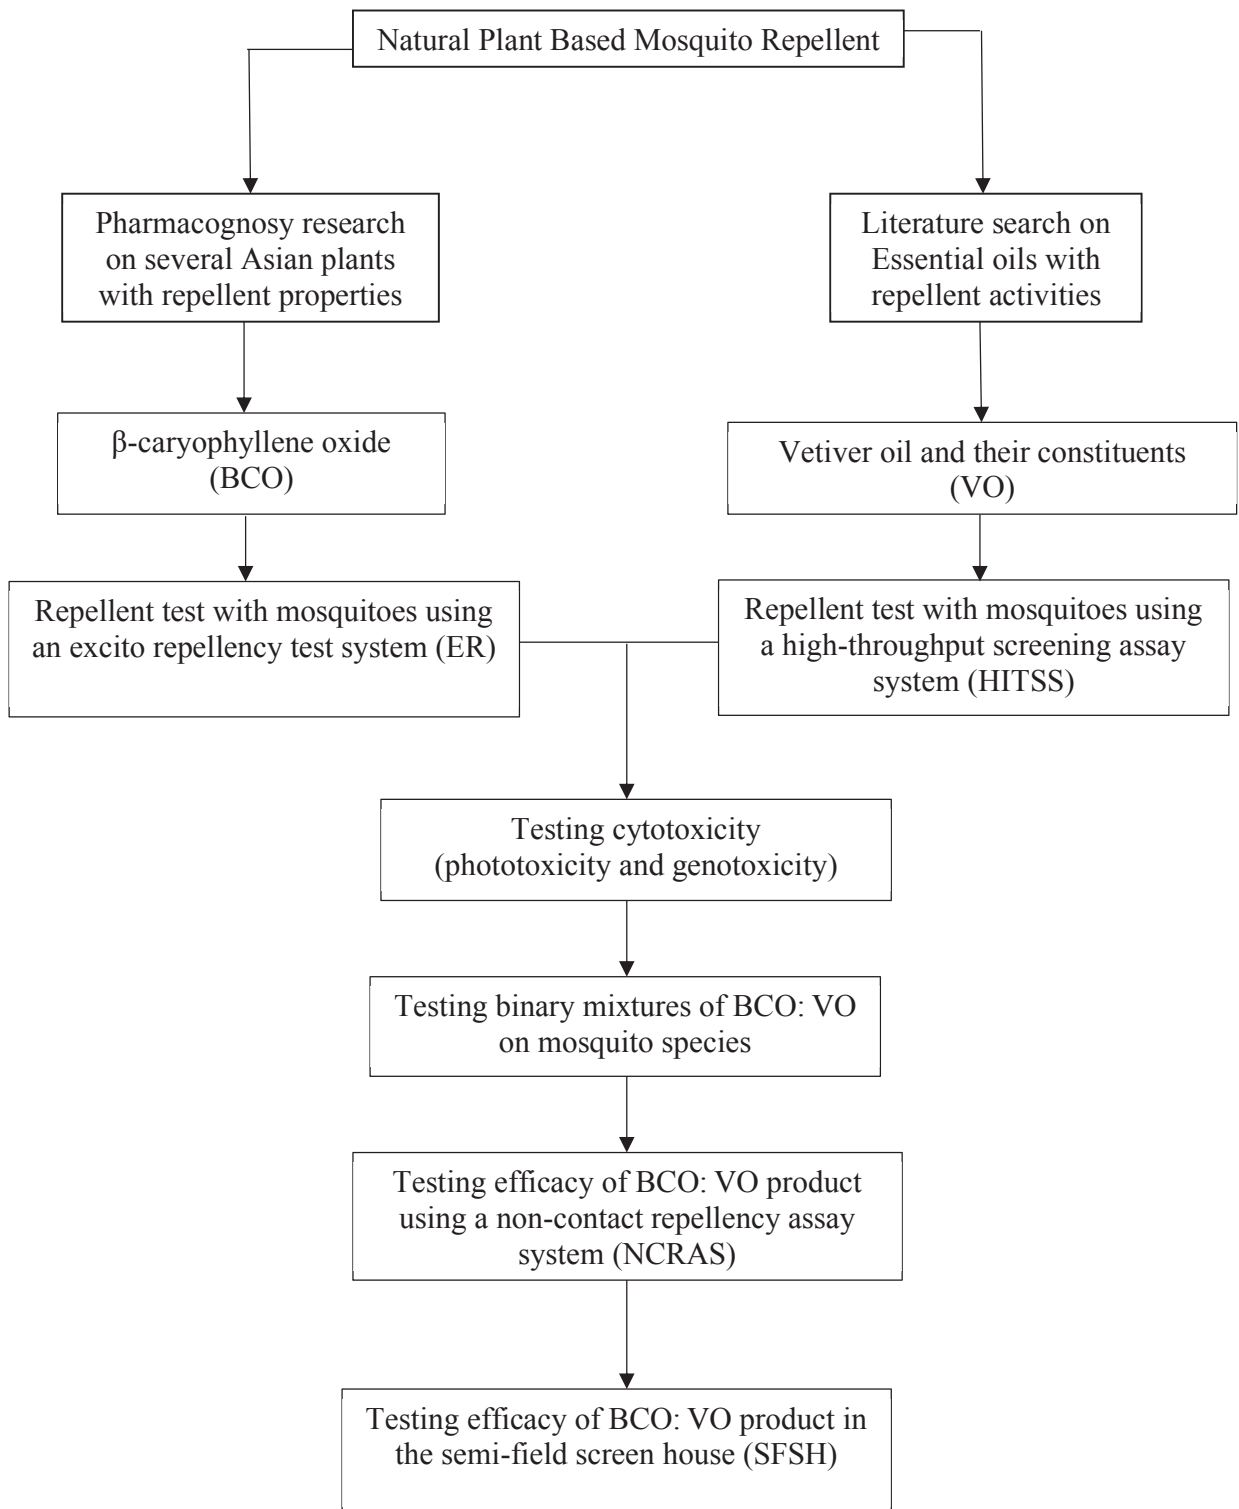 Natural Plant Based Mosquito Repellent
Pharmacognosy research
on several Asian plants
with repellent properties
Literature search on
Essential oils with
repellent activities
β-caryophyllene oxide
(BCO)
Vetiver oil and their constituents
(VO)
Repellent test with mosquitoes using
an excito repellency test system (ER)
Repellent test with mosquitoes using
a high-throughput screening assay
system (HITSS)
Testing cytotoxicity
(phototoxicity and genotoxicity)
Testing binary mixtures of BCO: VO
on mosquito species
Testing efficacy of BCO: VO product
using a non-contact repellency assay
system (NCRAS)
Testing efficacy of BCO: VO product in
the semi-field screen house (SFSH)